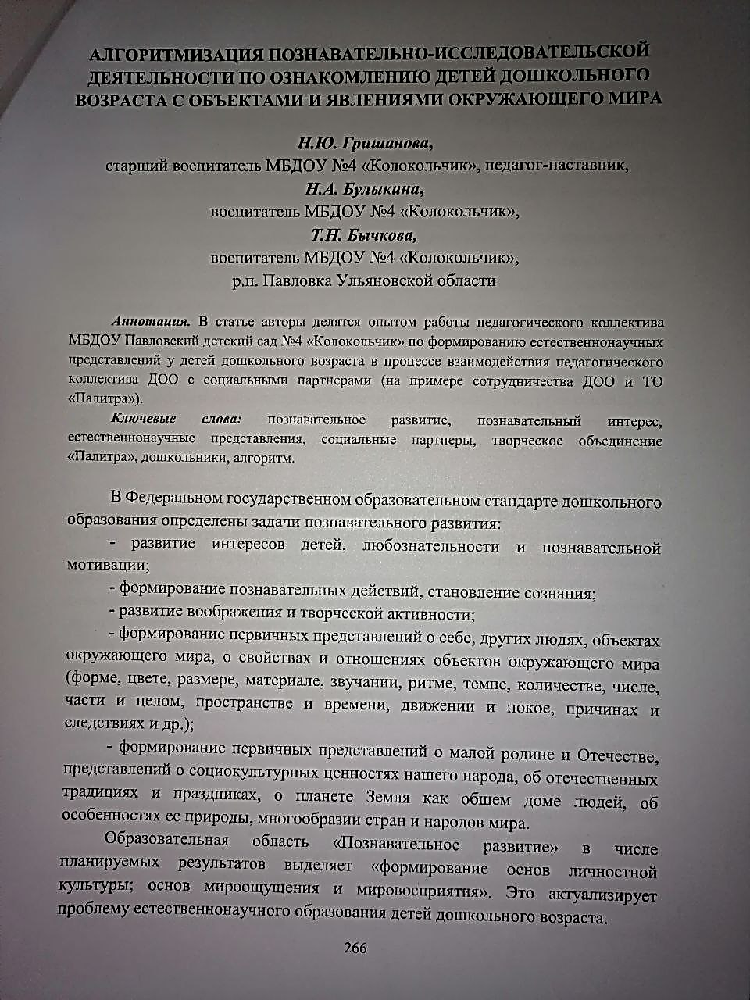 АЛГОРИТМИЗАЦИЯ ПОЗНАВАТЕЛЬНО-ИССЛЕДОВАТЕЛЬСКОЙ
ДЕЯТЕЛЬНОСТИ ПО ОЗНАКОМЛЕНИЮ ДЕТЕЙ ДОШКОЛЬНОГО
ВОЗРАСТА С ОБЪЕКТАМИ И ЯВЛЕНИЯМИ ОКРУЖАЮЩЕГО МИРА
Н.Ю. Гришанова,
старший воспитатель МБДОУ №4 «Колокольчик», педагог-наставник,
Н.А. Булыкина,
воспитатель МБДОУ №4 «Колокольчик»,
Т.Н. Бычкова,
воспитатель МБДОУ №4 «Колокольчик»,
р.п. Павловка Ульяновской области
Аннотация. В статье авторы делятся опытом работы педагогического коллектива
МБДОУ Павловский детский сад №4 «Колокольчик» по формированию естественнонаучных
представлений у детей дошкольного возраста в процессе взаимодействия педагогического
коллектива ДОО с социальными партнерами (на примере сотрудничества ДОО и ТО
«Палитра»).
Ключевые слова: познавательное развитие, познавательный интерес,
естественнонаучные представления, социальные партнеры, творческое объединение
«Палитра», дошкольники, алгоритм.
В Федеральном государственном образовательном стандарте дошкольного
образования определены задачи познавательного развития:
- развитие интересов детей, любознательности и познавательной
мотивации;
- формирование познавательных действий, становление сознания;
- развитие воображения и творческой активности;
- формирование первичных представлений о себе, других людях, объектах
окружающего мира, о свойствах и отношениях объектов окружающего мира
(форме, цвете, размере, материале, звучании, ритме, темпе, количестве, числе,
части и целом, пространстве и времени, движении и покое, причинах и
следствиях и др.);
- формирование первичных представлений о малой родине и Отечестве,
представлений о социокультурных ценностях нашего народа, об отечественных
традициях и праздниках, о планете Земля как общем доме людей, об
особенностях ее природы, многообразии стран и народов мира.
Образовательная область «Познавательное развитие» в числе
планируемых результатов выделяет «формирование основ личностной
культуры; основ мироощущения и мировосприятия». Это актуализирует
проблему естественнонаучного образования детей дошкольного возраста.
266